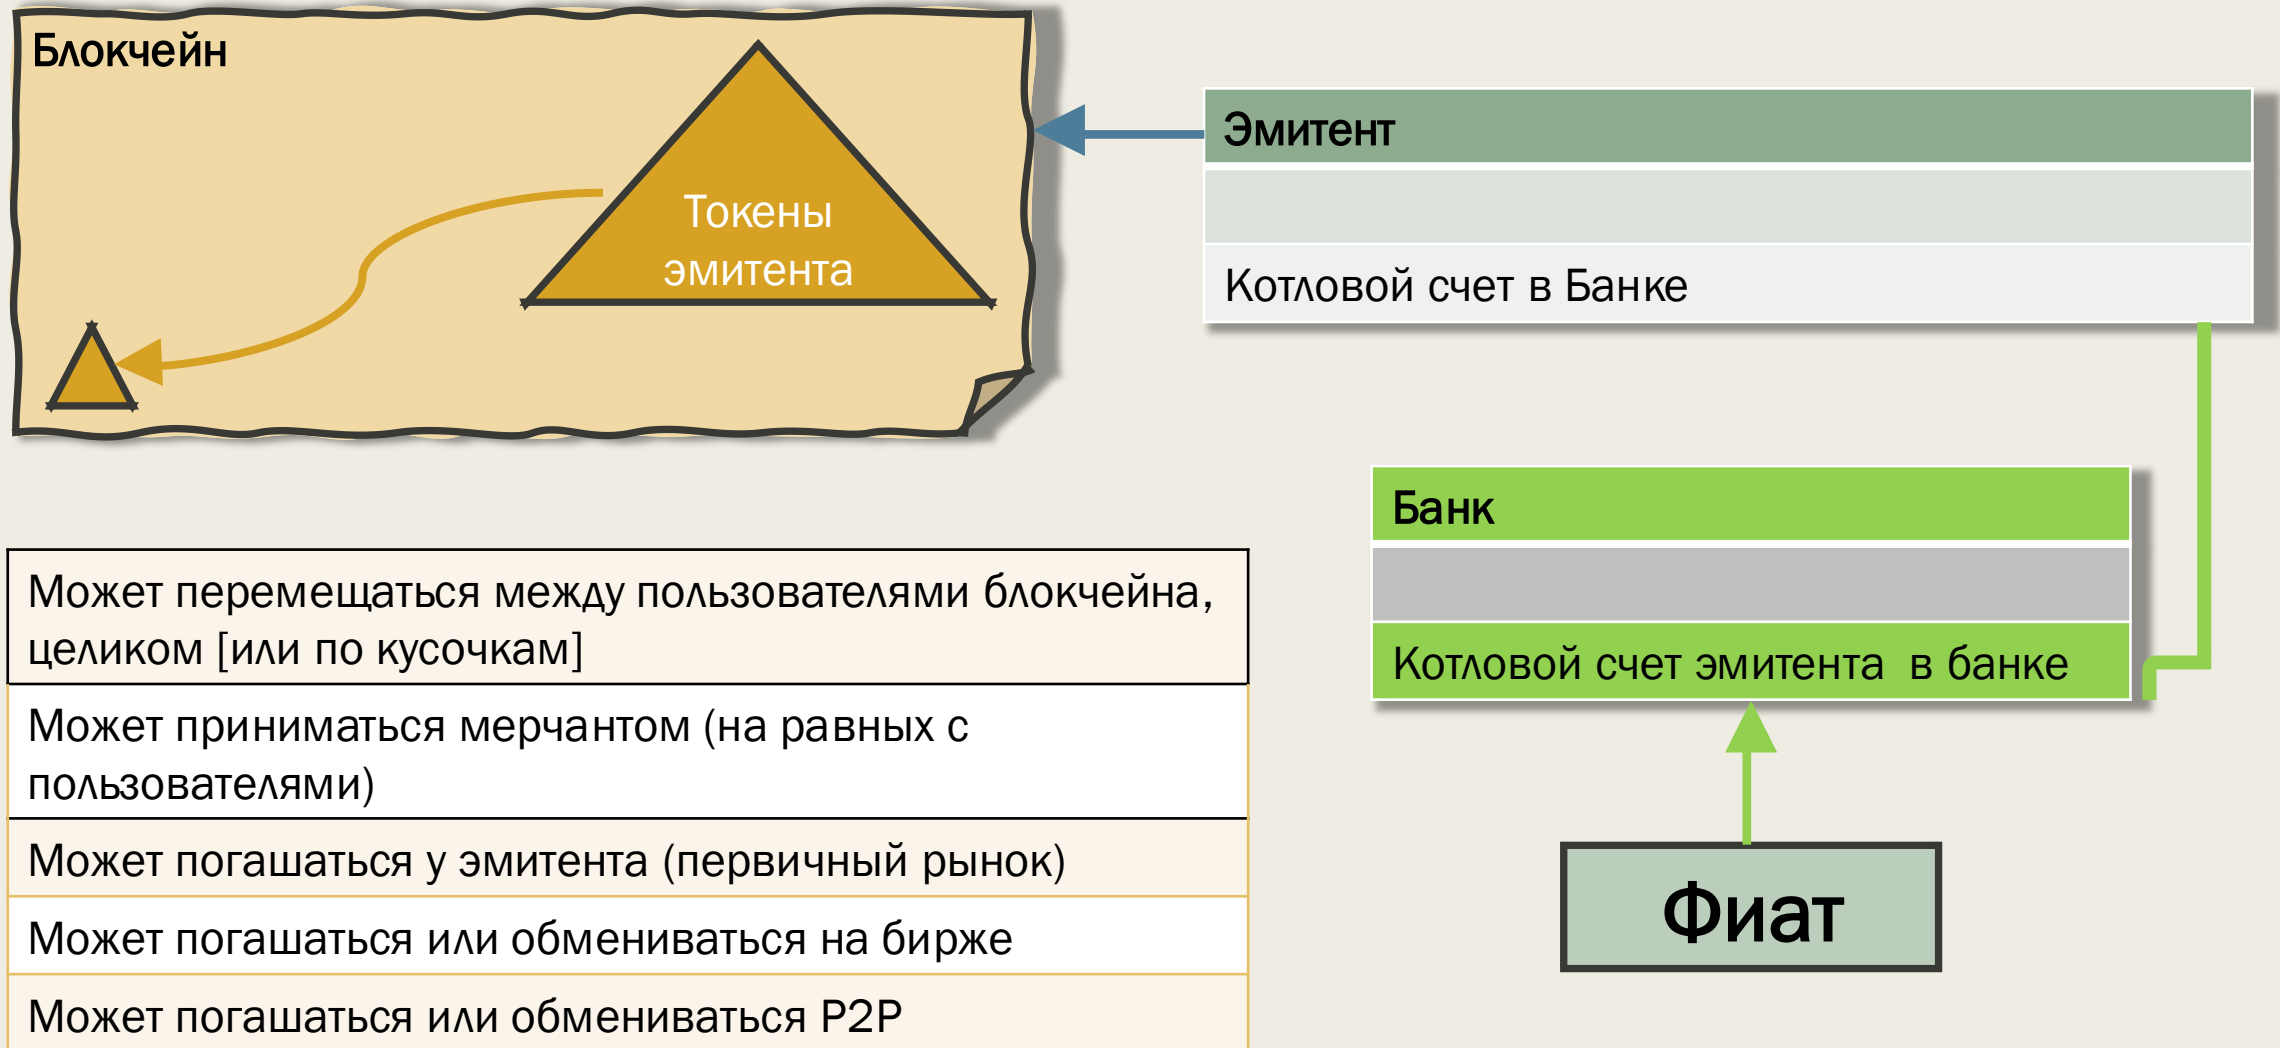 Блокчейн
Токены
эмитента
Эмитент
Котловой счет в Банке
Банк
Котловой счет эмитента в банке
Фиат
Может перемещаться между пользователями блокчейна,
целиком [или по кусочкам]
Может приниматься мерчантом (на равных с
пользователями)
Может погашаться у эмитента (первичный рынок)
Может погашаться или обмениваться на бирже
Может погашаться или обмениваться P2P